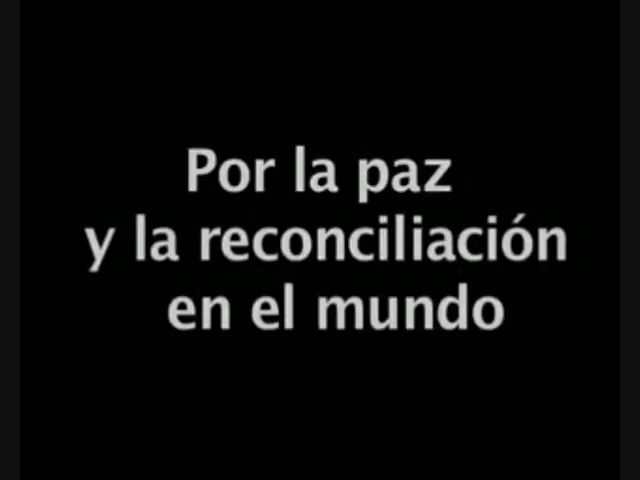 Por la paz
y la reconciliación
en el mundo